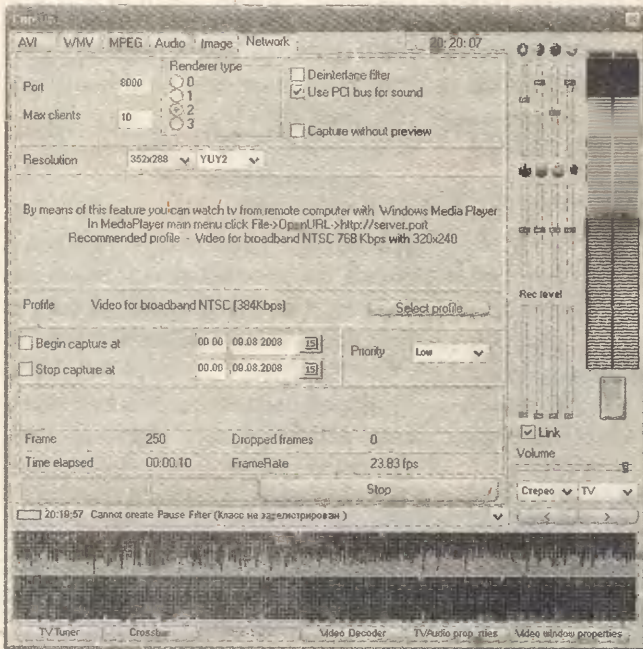 AVI WMV MPEG Audio Image Network 20:20:07
Renderer type
Port 8000
0
1
2
3
Max clients 10
Deinterlace filter
Use PCI bus for sound
Capture without preview
Resolution 352x288 YUY2
By means of this feature you can watch tv from remote computer with Windows Media Player
In MediaPlayer main menu click File->OpenURL->http://server.port
Recommended profile - Video for broadband NTSC 768 Kbps with 320x240
Profile Video for broadband NTSC (384Kbps) Select profile
Begin capture at 00.00 09.08.2008 15
Stop capture at 00.00 09.08.2008 15
Priority Low
Rec level
Link
Volume
Стерео TV
Frame 250 Dropped frames 0
Time elapsed 00:00.10 FrameRate 23.83 fps
Stop
20:19:57 Cannot create Pause Filter (Класс не зарегистрирован )
TVTuner Crossbar Video Decoder TVAudio Video window properties